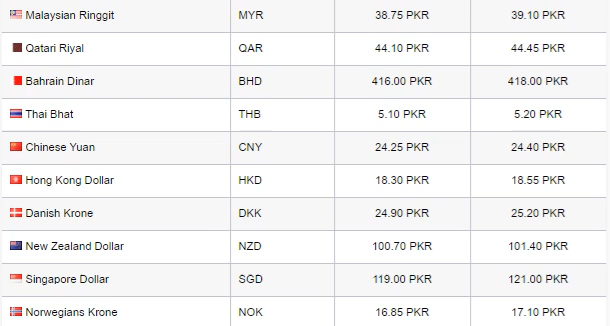 Malaysian Ringgit MYR 38.75 PKR 39.10 PKR
Qatari Riyal QAR 44.10 PKR 44.45 PKR
Bahrain Dinar BHD 416.00 PKR 418.00 PKR
Thai Bhat THB 5.10 PKR 5.20 PKR
Chinese Yuan CNY 24.25 PKR 24.40 PKR
Hong Kong Dollar HKD 18.30 PKR 18.55 PKR
Danish Krone DKK 24.90 PKR 25.20 PKR
New Zealand Dollar NZD 100.70 PKR 101.40 PKR
Singapore Dollar SGD 119.00 PKR 121.00 PKR
Norwegians Krone NOK 16.85 PKR 17.10 PKR